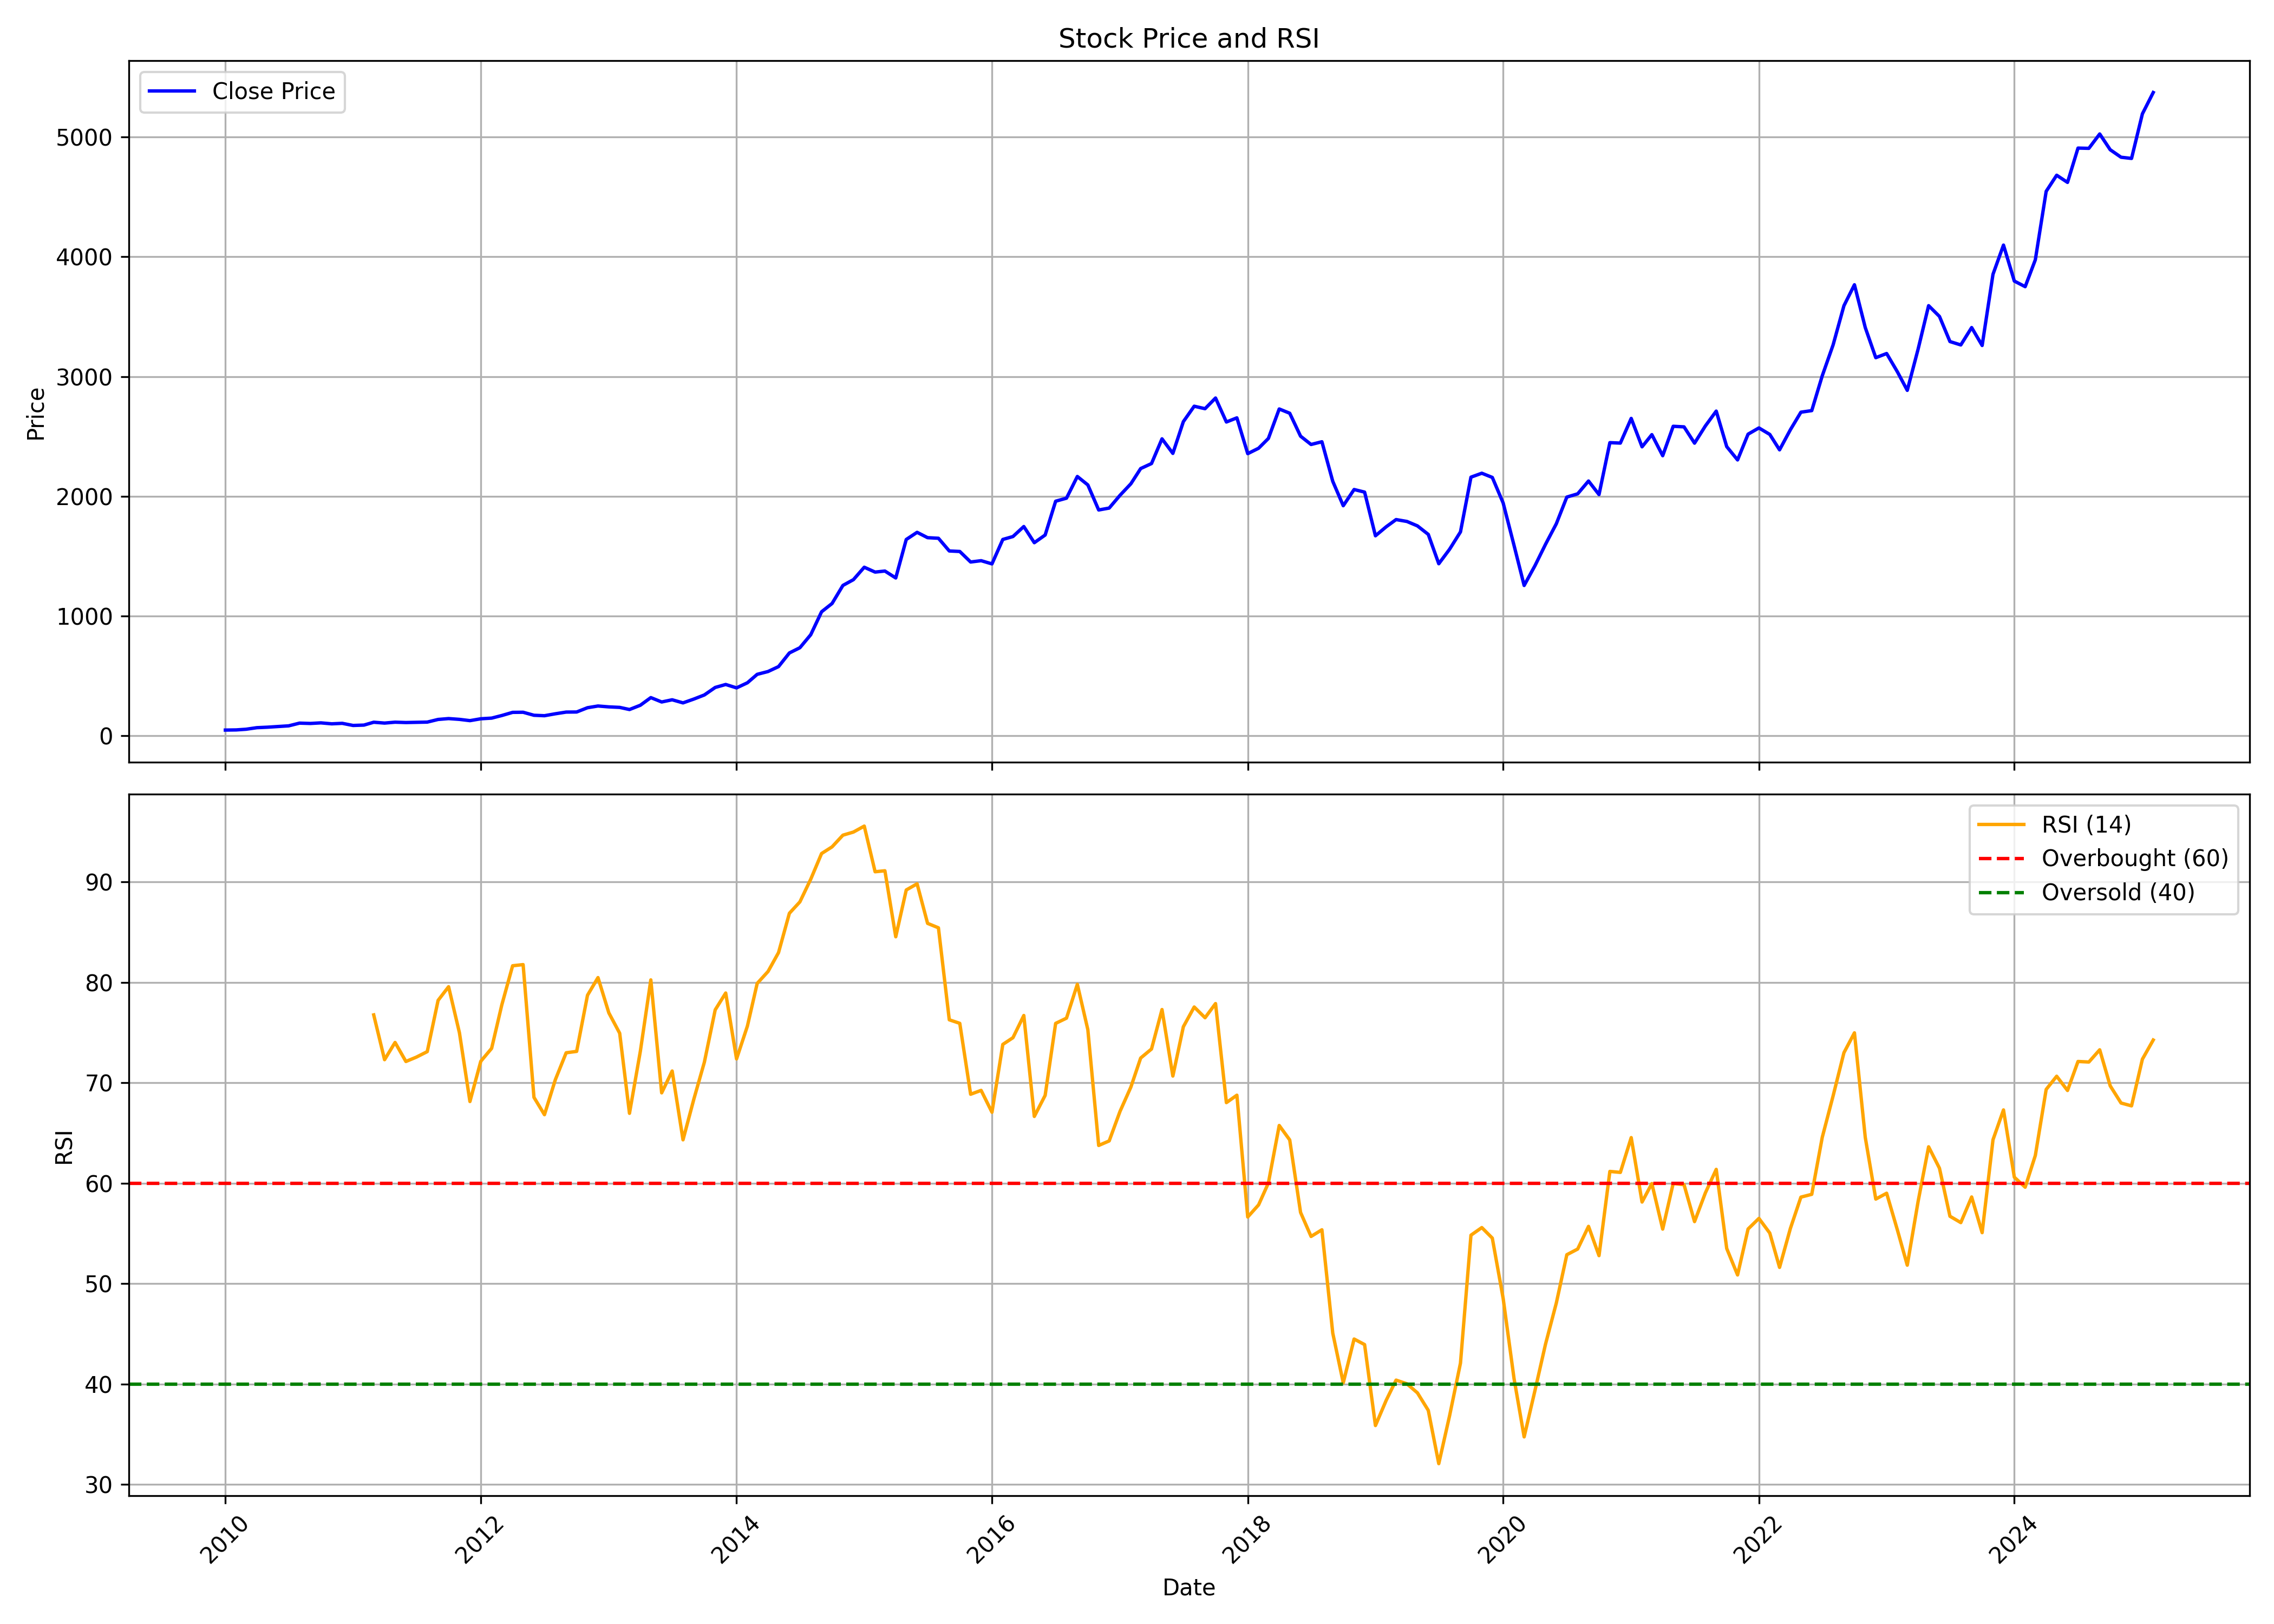 Stock Price and RSI
Close Price
5000
4000
3000
2000
1000
0
Price
RSI (14)
Overbought (60)
Oversold (40)
90
80
70
60
50
40
30
RSI
2010
2012
2014
2016
2018
2020
2022
2024
Date